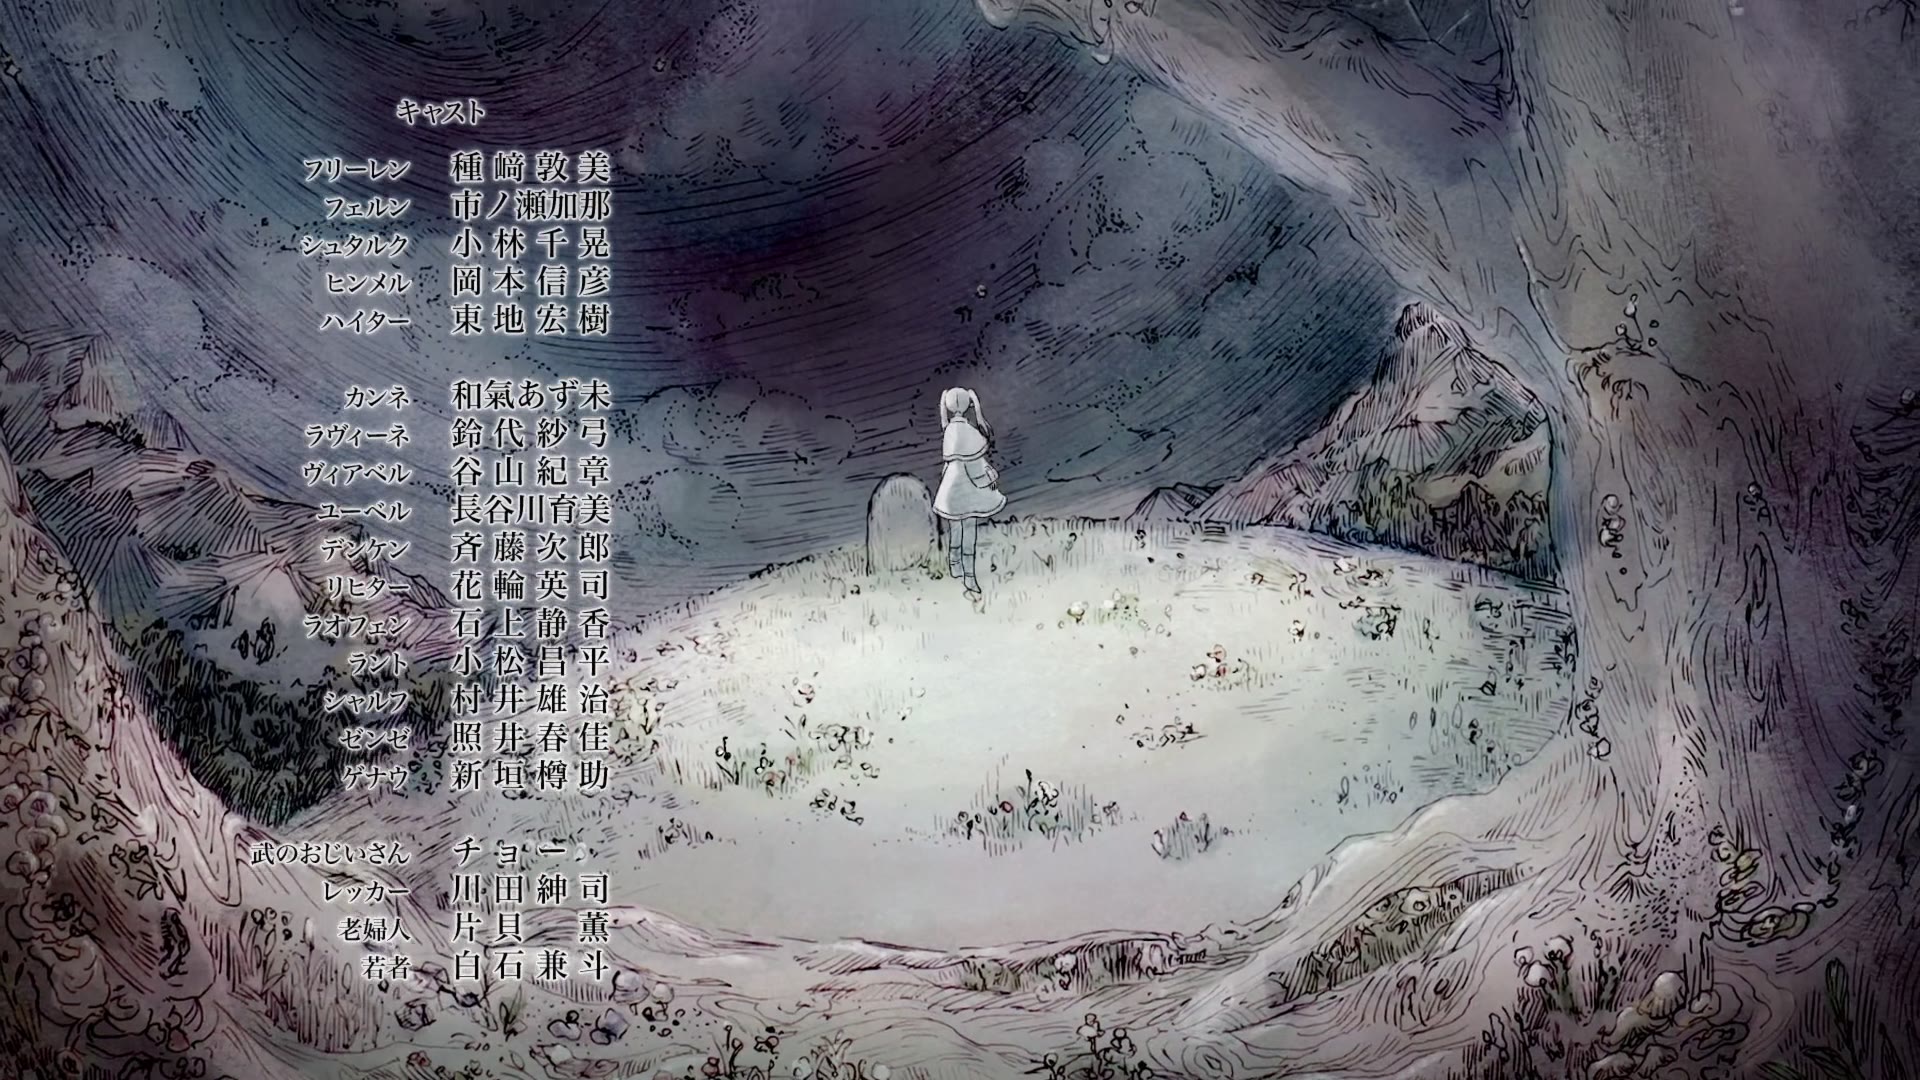 キャスト
フリーレン 種﨑敦美
フェルン 市ノ瀬加那
シュタルク 小林千晃
ヒンメル 岡本信彦
ハイター 東地宏樹
カンネ 和氣あず未
ラヴィーネ 鈴代紗弓
ヴィアベル 谷山紀章
ユーベル 長谷川育美
デンケン 斉藤次郎
リヒター 花輪英司
ラオフェン 石上静香
ラント 小松昌平
シャルフ 村井雄治
ゼンゼ 照井春佳
ゲナウ 新垣樽助
武のおじいさん チョー
レッカー 川田紳司
老婦人 片貝薫
若者 白石兼斗